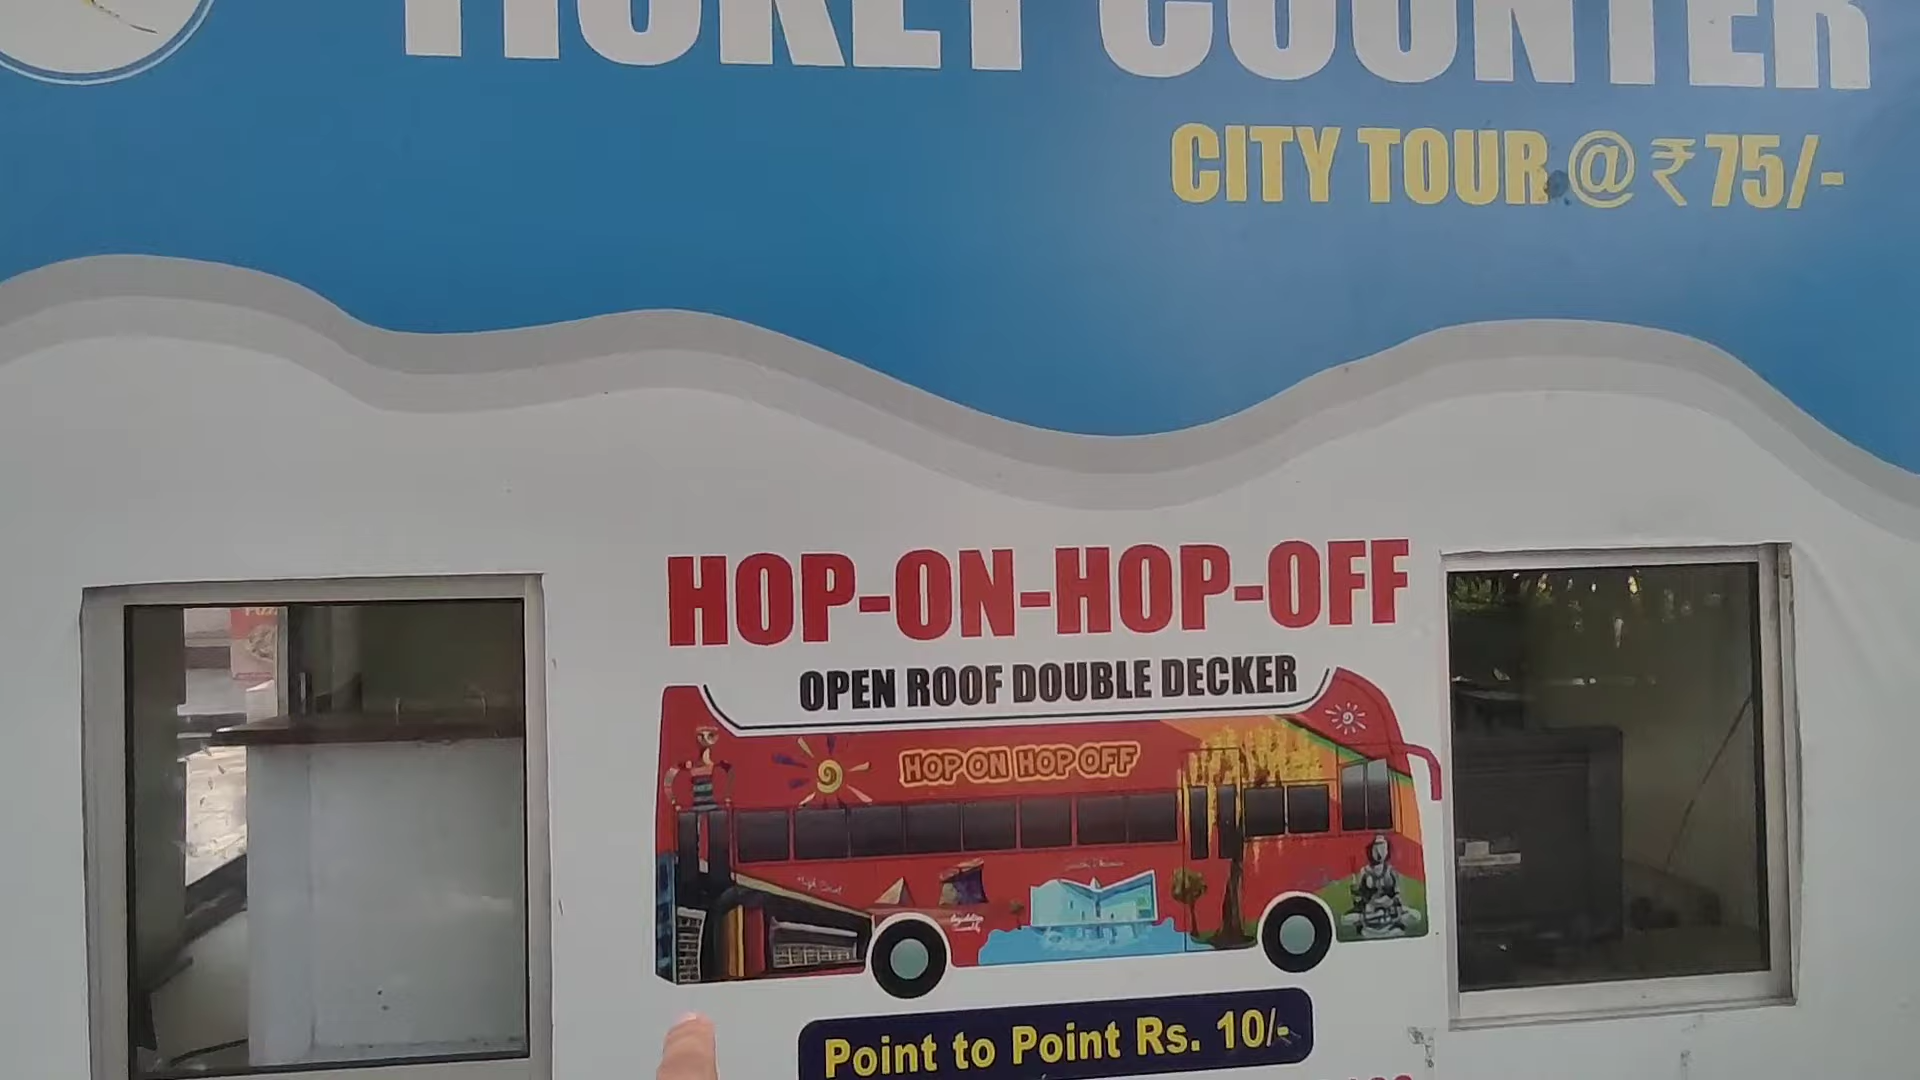 TICKET COUNTER
CITY TOUR @ ₹ 75/-
HOP-ON-HOP-OFF
OPEN ROOF DOUBLE DECKER
HOP ON HOP OFF
Point to Point Rs. 10/-